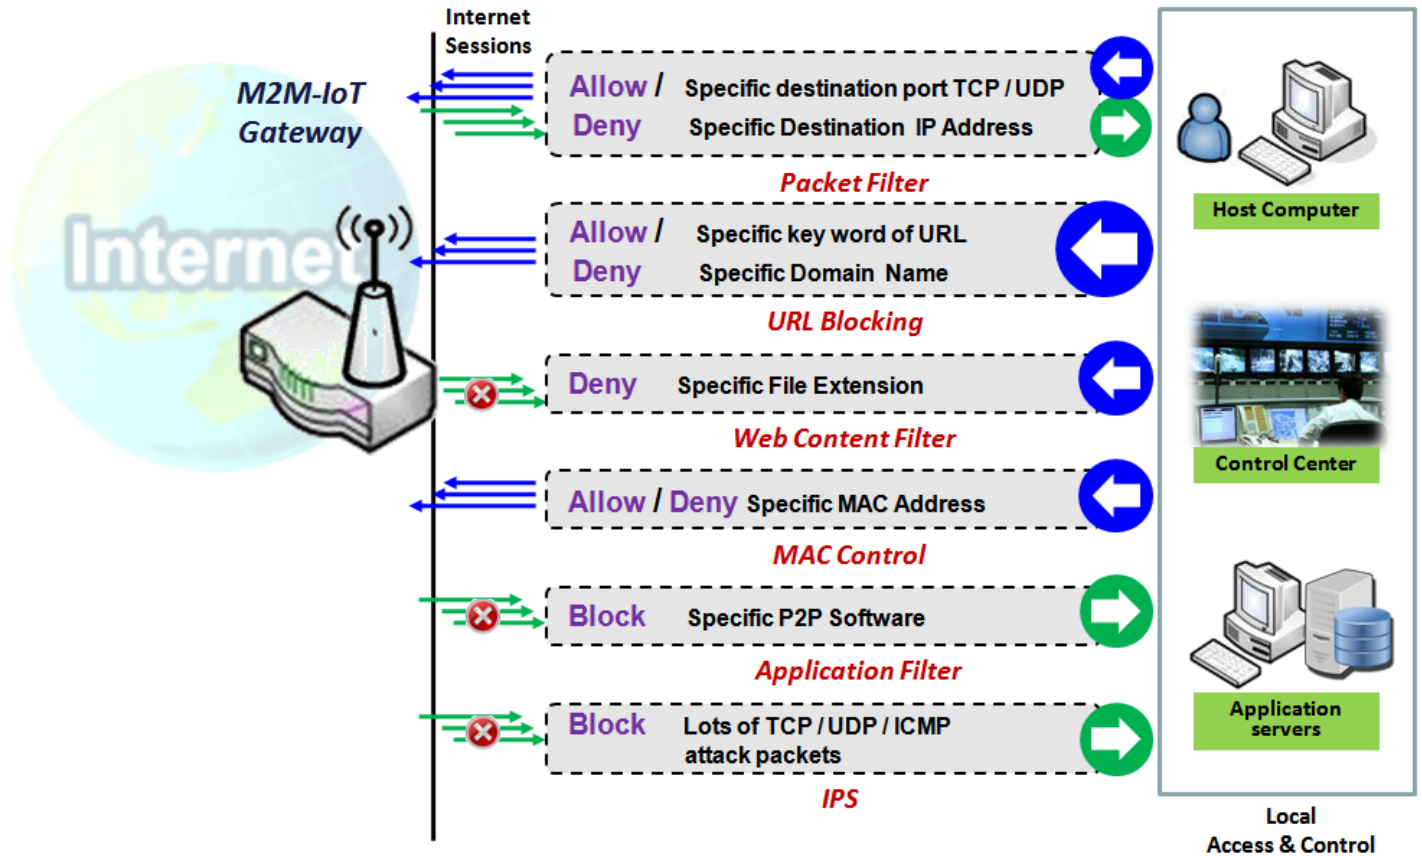 Internet
Sessions
M2M-IoT
Gateway
Internet
Allow / Specific destination port TCP / UDP
Deny Specific Destination IP Address
Packet Filter
Allow / Specific key word of URL
Deny Specific Domain Name
URL Blocking
Deny Specific File Extension
Web Content Filter
Allow / Deny Specific MAC Address
MAC Control
Block Specific P2P Software
Application Filter
Block Lots of TCP / UDP / ICMP
attack packets
IPS
Host Computer
Control Center
Application
servers
Local
Access & Control